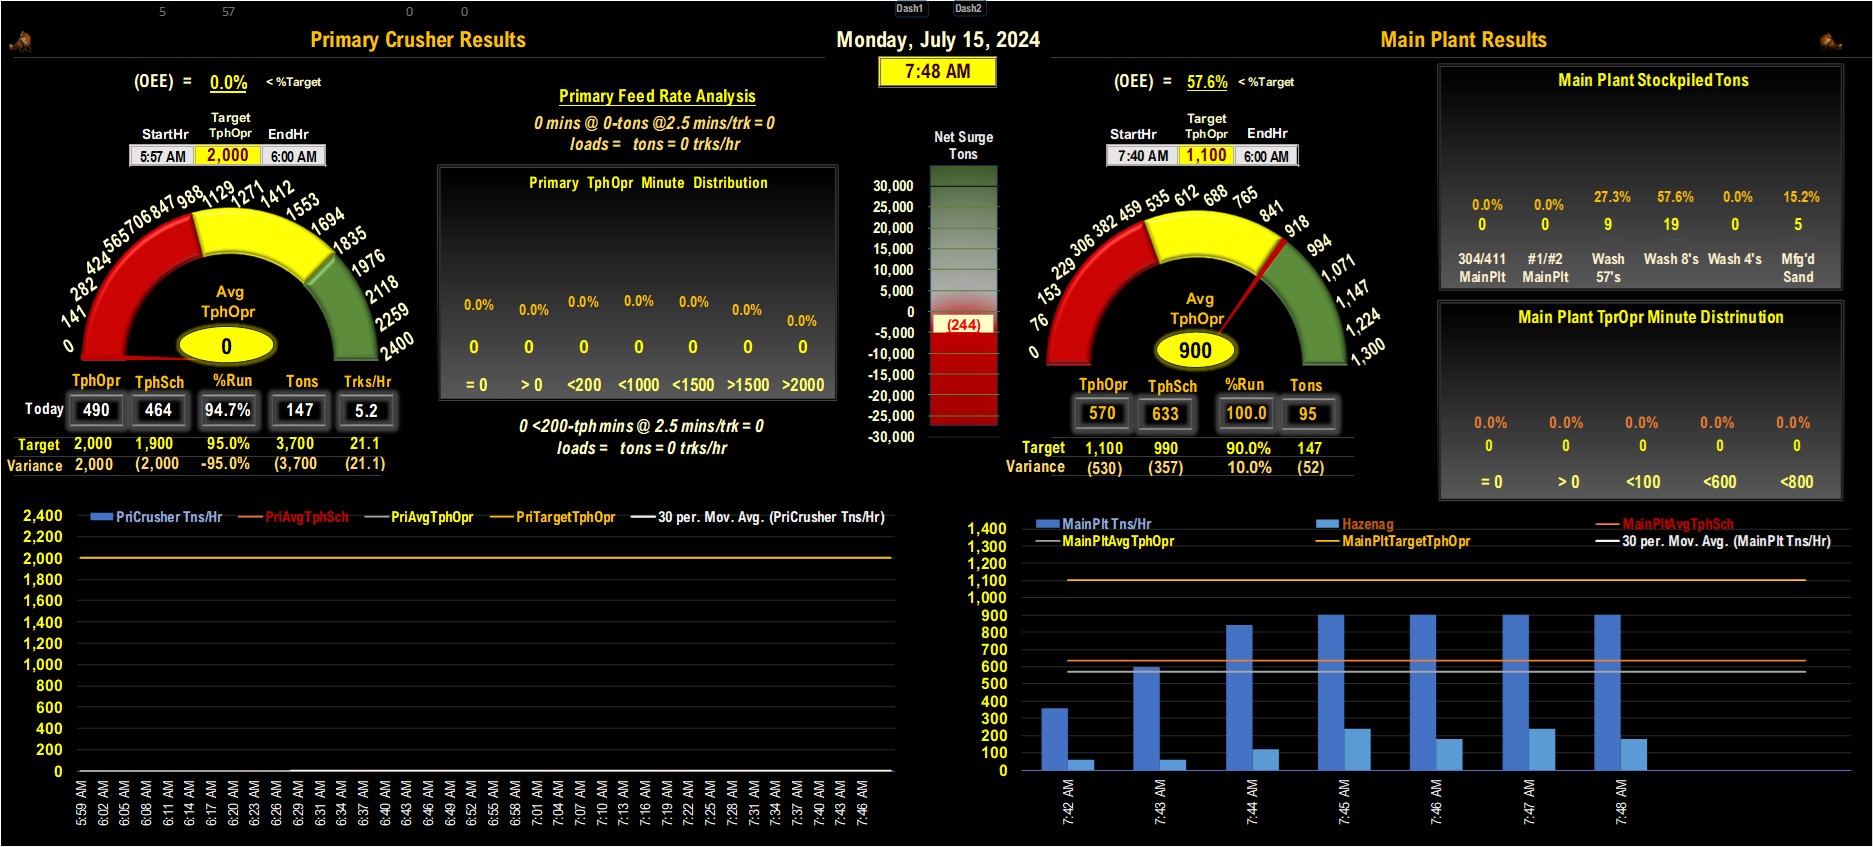 5 57 0 0 Dash1 Dash2
Primary Crusher Results
Monday, July 15, 2024
Main Plant Results
7:48 AM
(OEE) = 0.0% < %Target
StartHr Target TphOpr EndHr
5:57 AM 2,000 6:00 AM
0 141 282 424 565 706 847 988 1129 1271 1412 1553 1694 1835 1976 2118 2259 2400
Avg
TphOpr
0
TphOpr TphSch %Run Tons Trks/Hr
Today 490 464 94.7% 147 5.2
Target 2,000 1,900 95.0% 3,700 21.1
Variance 2,000 (2,000 -95.0% (3,700 (21.1)
Primary Feed Rate Analysis
0 mins @ 0-tons @2.5 mins/trk = 0
loads = tons = 0 trks/hr
Primary TphOpr Minute Distribution
0.0% 0.0% 0.0% 0.0% 0.0% 0.0% 0.0%
0 0 0 0 0 0 0
= 0 > 0 <200 <1000 <1500 >1500 >2000
0 <200-tph mins @ 2.5 mins/trk = 0
loads = tons = 0 trks/hr
Net Surge
Tons
30,000
25,000
20,000
15,000
10,000
5,000
0
(244)
-5,000
-10,000
-15,000
-20,000
-25,000
-30,000
(OEE) = 57.6% < %Target
StartHr Target TphOpr EndHr
7:40 AM 1,100 6:00 AM
0 76 153 229 306 382 459 535 612 688 765 841 918 994 1,071 1,147 1,224 1,300
Avg
TphOpr
900
TphOpr TphSch %Run Tons
570 633 100.0 95
Target 1,100 990 90.0% 147
Variance (530) (357) 10.0% (52)
Main Plant Stockpiled Tons
0.0% 0.0% 27.3% 57.6% 0.0% 15.2%
0 0 9 19 0 5
304/411 #1/#2 Wash Wash 8's Wash 4's Mfg'd
MainPlt MainPlt 57's Sand
Main Plant TprOpr Minute Distrinution
0.0% 0.0% 0.0% 0.0% 0.0% 0.0%
0 0 0 0 0
= 0 > 0 <100 <600 <800
PriCrusher Tns/Hr PriAvgTphSch PriAvgTphOpr PriTargetTphOpr 30 per. Mov. Avg. (PriCrusher Tns/Hr)
2,400
2,200
2,000
1,800
1,600
1,400
1,200
1,000
800
600
400
200
0
5:59 AM 6:02 AM 6:05 AM 6:08 AM 6:11 AM 6:14 AM 6:17 AM 6:20 AM 6:23 AM 6:26 AM 6:28 AM 6:31 AM 6:34 AM 6:37 AM 6:40 AM 6:43 AM 6:46 AM 6:49 AM 6:52 AM 6:55 AM 6:58 AM 7:01 AM 7:04 AM 7:07 AM 7:10 AM 7:13 AM 7:16 AM 7:19 AM 7:22 AM 7:25 AM 7:28 AM 7:31 AM 7:34 AM 7:37 AM 7:40 AM 7:43 AM 7:46 AM
MainPlt Tns/Hr Hazenag MainPltAvgTphSch
MainPltAvgTphOpr MainPltTargetTphOpr 30 per. Mov. Avg. (MainPlt Tns/Hr)
1,400
1,300
1,200
1,100
1,000
900
800
700
600
500
400
300
200
100
0
7:42 AM 7:43 AM 7:44 AM 7:45 AM 7:46 AM 7:47 AM 7:48 AM